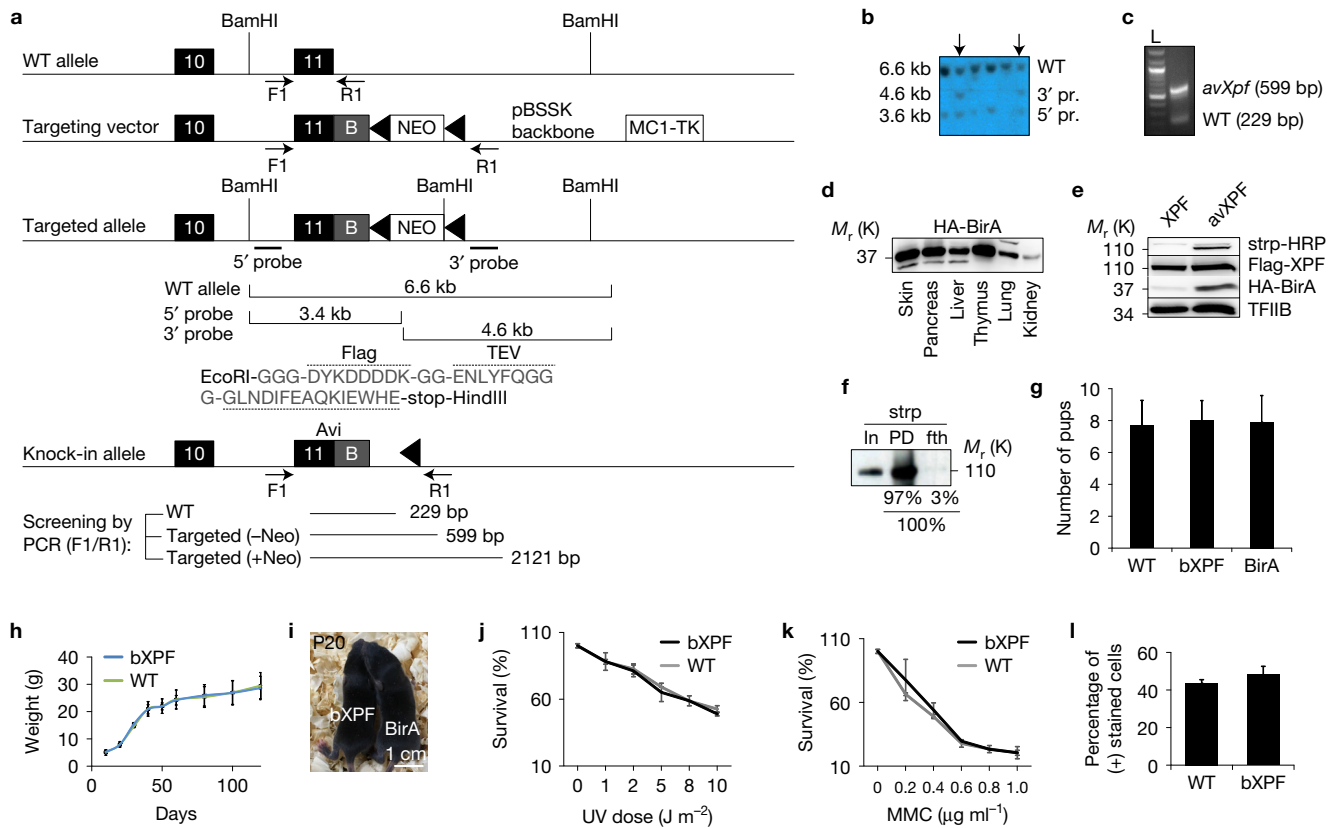 a
BamHI BamHI
10 11
WT allele
F1 R1
Targeting vector
10 11 B NEO
pBSSK
backbone
MC1-TK
F1 R1
BamHI BamHI BamHI
Targeted allele
10 11 B NEO
5′ probe 3′ probe
WT allele 6.6 kb
5′ probe 3.4 kb
3′ probe 4.6 kb
Flag TEV
EcoRI-GGG-DYKDDDDK-GG-ENLYFQGG
G-GLNDIFEAQKIEWHE-stop-HindIII
Avi
Knock-in allele
10 11 B
F1 R1
Screening by
PCR (F1/R1):
WT 229 bp
Targeted (–Neo) 599 bp
Targeted (+Neo) 2121 bp
b
6.6 kb WT
4.6 kb 3′ pr.
3.6 kb 5′ pr.
c
L
avXpf (599 bp)
WT (229 bp)
d
Mr (K) HA-BirA
37
Skin
Pancreas
Liver
Thymus
Lung
Kidney
e
XPF avXPF
Mr (K)
110 strp-HRP
110 Flag-XPF
37 HA-BirA
34 TFIIB
f
strp
In PD fth
Mr (K)
110
97% 3%
100%
g
Number of pups
10
8
6
4
2
0
WT bXPF BirA
h
bXPF
WT
Weight (g)
40
30
20
10
0
0 50 100
Days
i
P20
bXPF
BirA
1 cm
j
bXPF
WT
Survival (%)
110
60
10
0 1 2 5 8 10
UV dose (J m–2)
k
bXPF
WT
Survival (%)
110
60
10
0 0.2 0.4 0.6 0.8 1.0
MMC (μg ml–1)
l
Percentage of
(+) stained cells
60
40
20
0
WT bXPF